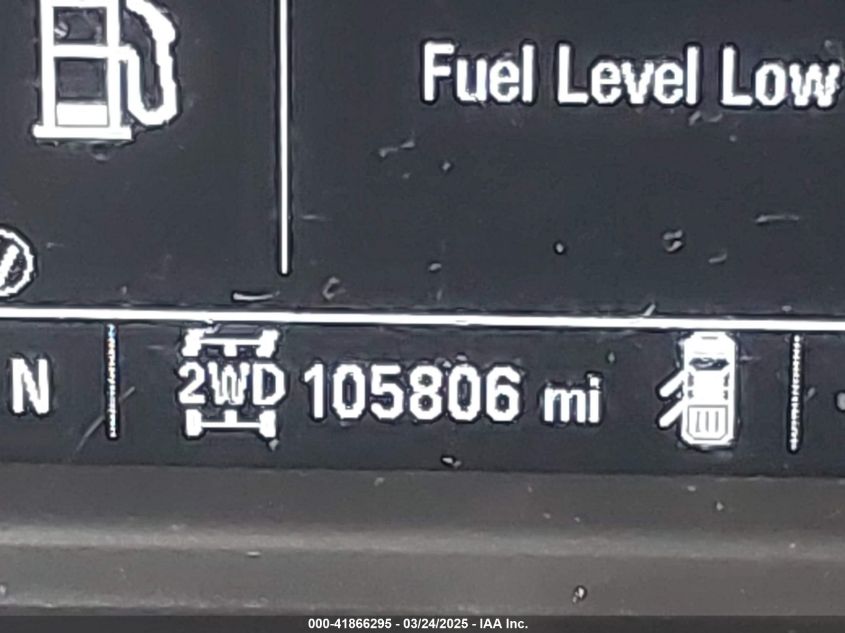 Fuel Level Low
N
2WD 105806 mi
000-41866295 - 03/24/2025 - IAA Inc.